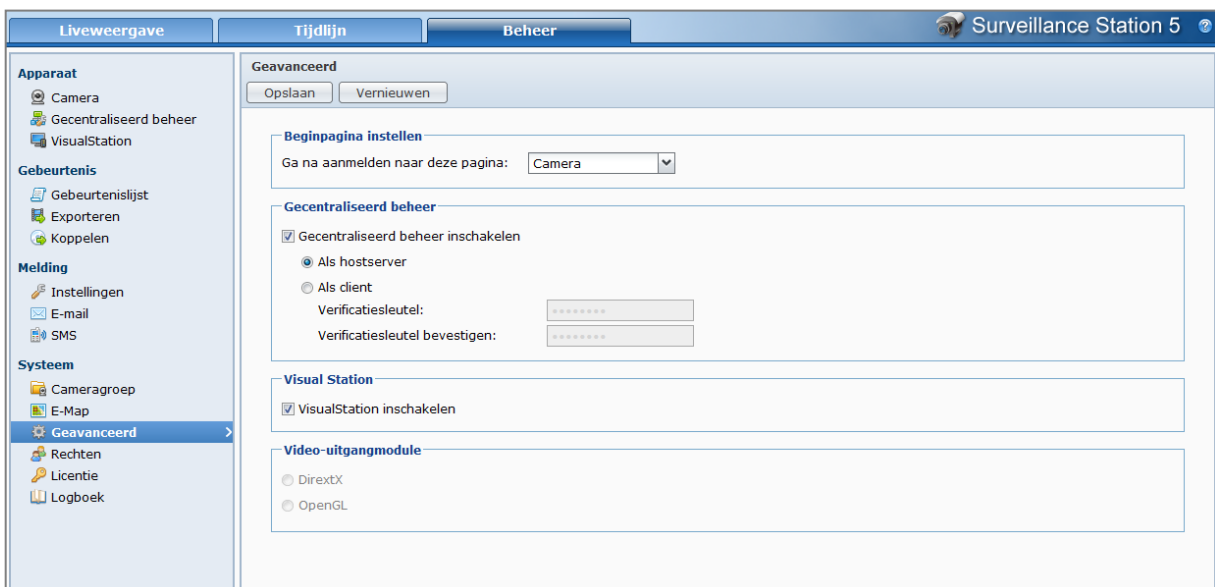 Liveweergave
Tijdlijn
Beheer
Surveillance Station 5
?
Apparaat
Camera
Gecentraliseerd beheer
VisualStation
Gebeurtenis
Gebeurtenislijst
Exporteren
Koppelen
Melding
Instellingen
E-mail
SMS
Systeem
Cameragroep
E-Map
Geavanceerd
Rechten
Licentie
Logboek
Geavanceerd
Opslaan
Vernieuwen
Beginpagina instellen
Ga na aanmelden naar deze pagina: Camera
Gecentraliseerd beheer
Gecentraliseerd beheer inschakelen
Als hostserver
Als client
Verificatiesleutel:
Verificatiesleutel bevestigen:
Visual Station
VisualStation inschakelen
Video-uitgangmodule
DirextX
OpenGL